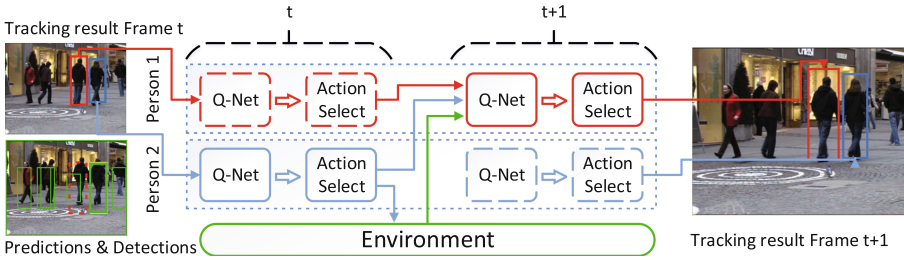 t
t+1
Tracking result Frame t
Person 1
Q-Net
Action
Select
Q-Net
Action
Select
Person 2
Q-Net
Action
Select
Q-Net
Action
Select
Predictions & Detections
Environment
Tracking result Frame t+1